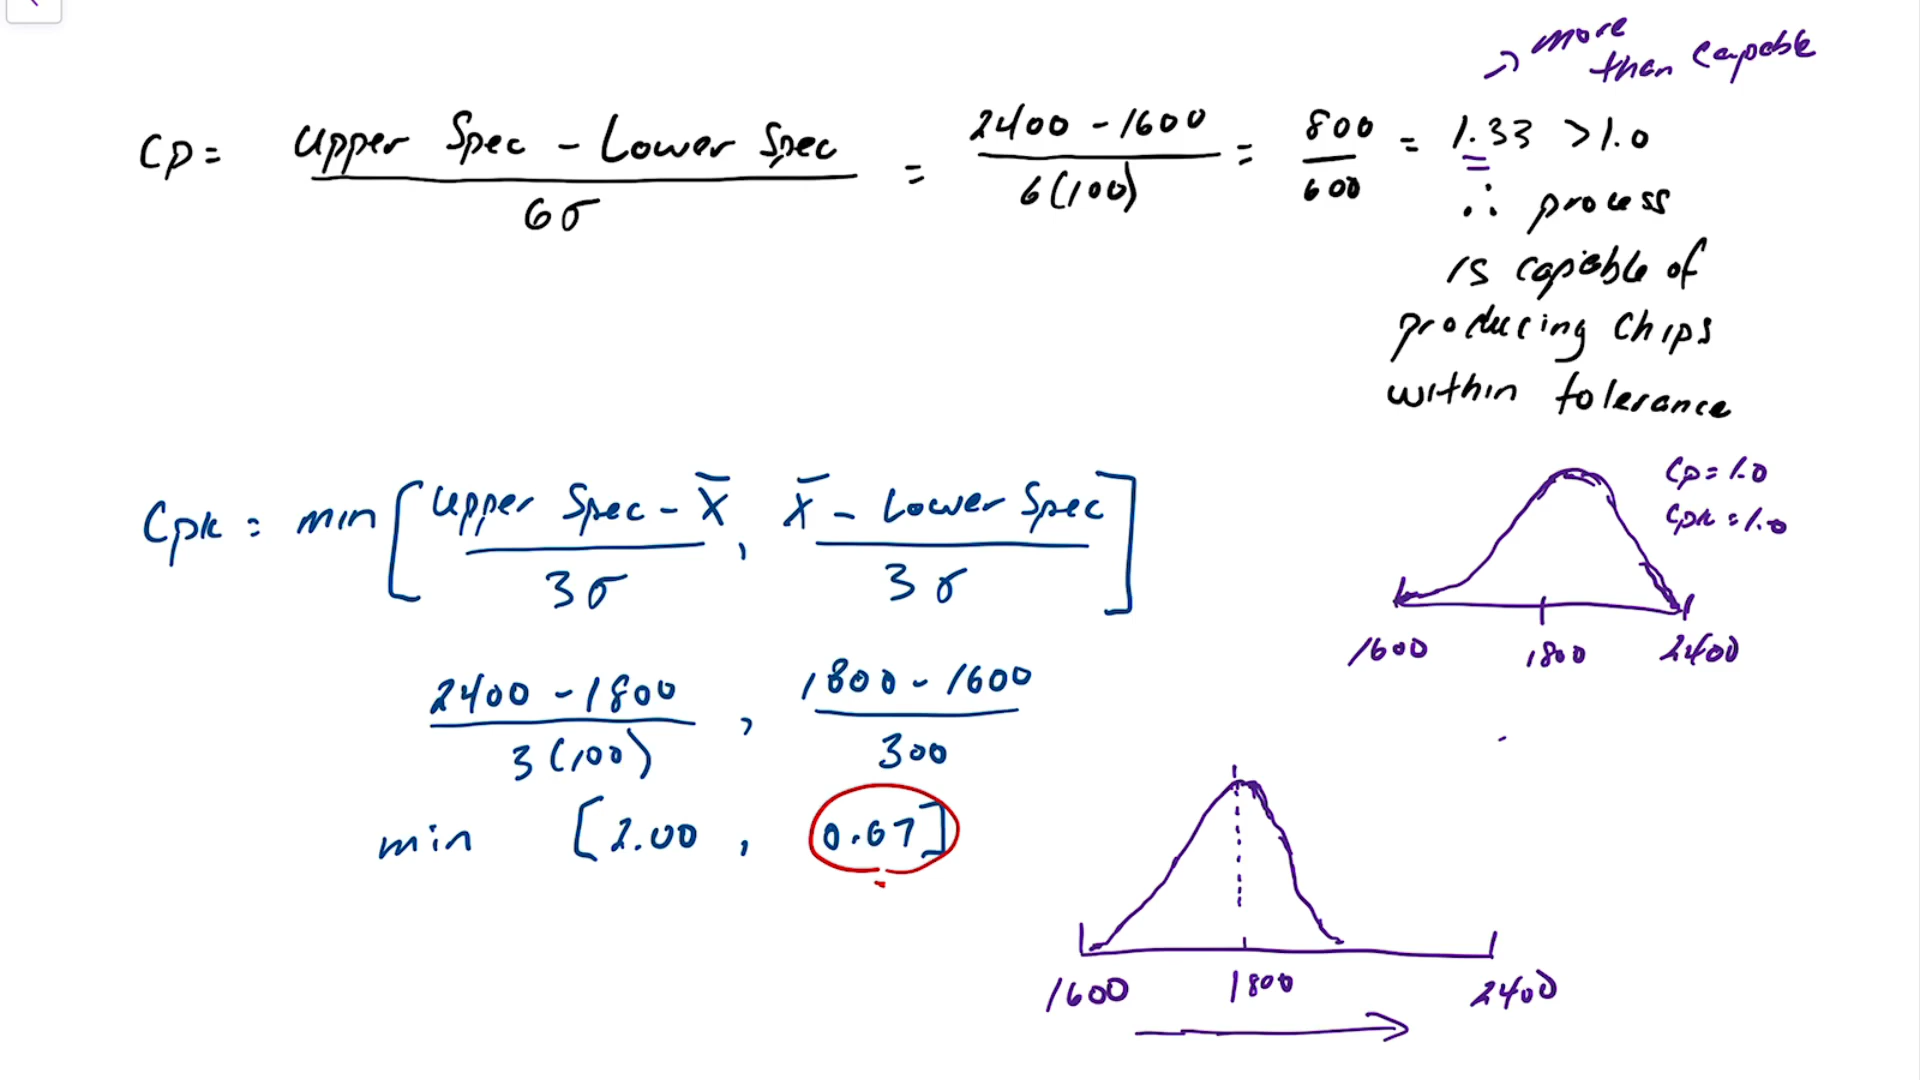 ↗ more
than capable
Cp = Upper Spec - Lower Spec / 6σ = 2400 - 1600 / 6(100) = 800 / 600 = 1.33 > 1.0
∴ process
is capable of
producing chips
within tolerance
Cp = 1.0
Cpk = 1.0
1600 1800 2400
Cpk = min [ Upper Spec - X̄ / 3σ , X̄ - Lower Spec / 3σ ]
2400 - 1800 / 3(100) , 1800 - 1600 / 300
min [ 2.00 , 0.67 ]
1600 1800 2400